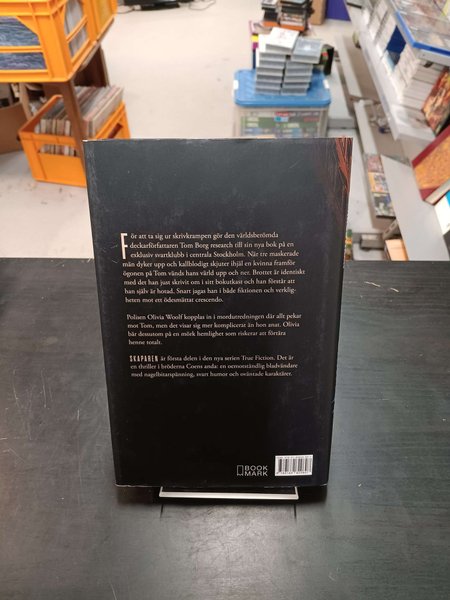 För att ta sig ur skrivkrampen gör den världsberömda
deckarförfattaren Tom Borg research till sin nya bok på en
exklusiv svartklubb i centrala Stockholm. När tre maskerade
män dyker upp och kallblodigt skjuter ihjäl en kvinna framför
ögonen på Tom vänds hans värld upp och ner. Brottet är identiskt
med det han just skrivit om i sitt bokutkast och han förstår att
han själv är hotad. Snart jagas han i både fiktionen och verklig-
heten mot ett ödesmättat crescendo.
Polisen Olivia Woolf kopplas in i mordutredningen där allt pekar
mot Tom, men det visar sig mer komplicerat än hon anat. Olivia
bär dessutom på en mörk hemlighet som riskerar att förtära
henne totalt.
SKAPAREN är första delen i den nya serien True Fiction. Det är
en thriller i bröderna Coens anda: en oemotståndlig bladvändare
med nagelbitarspänning, svart humor och oväntade karaktärer.
BOOK
MARK